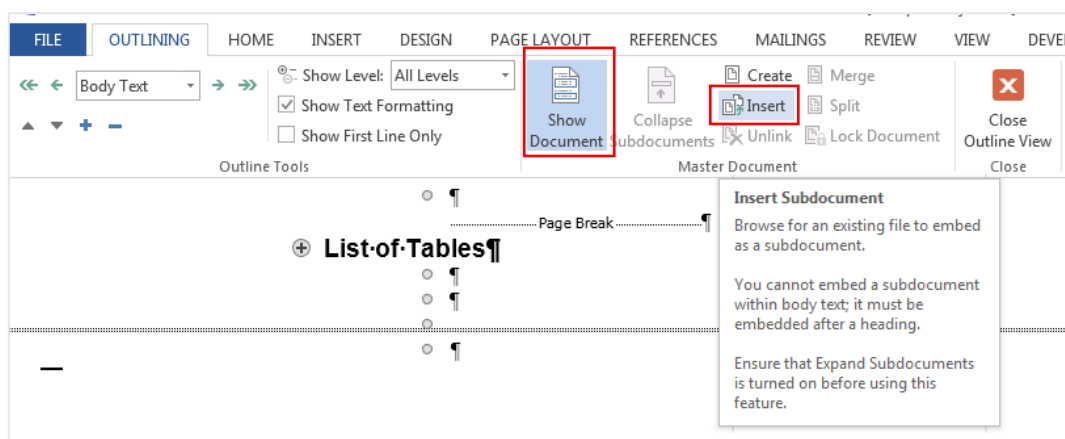 FILE OUTLINING HOME INSERT DESIGN PAGE LAYOUT REFERENCES MAILINGS REVIEW VIEW DEVE
Body Text
Show Level: All Levels
Show Text Formatting
Show First Line Only
Outline Tools
Show
Document
Collapse
Subdocuments
Create Merge
Insert Split
Unlink Lock Document
Master Document
Close
Outline View
Close
¶
Page Break ¶
List·of·Tables¶
¶
¶
¶
Insert Subdocument
Browse for an existing file to embed
as a subdocument.
You cannot embed a subdocument
within body text; it must be
embedded after a heading.
Ensure that Expand Subdocuments
is turned on before using this
feature.